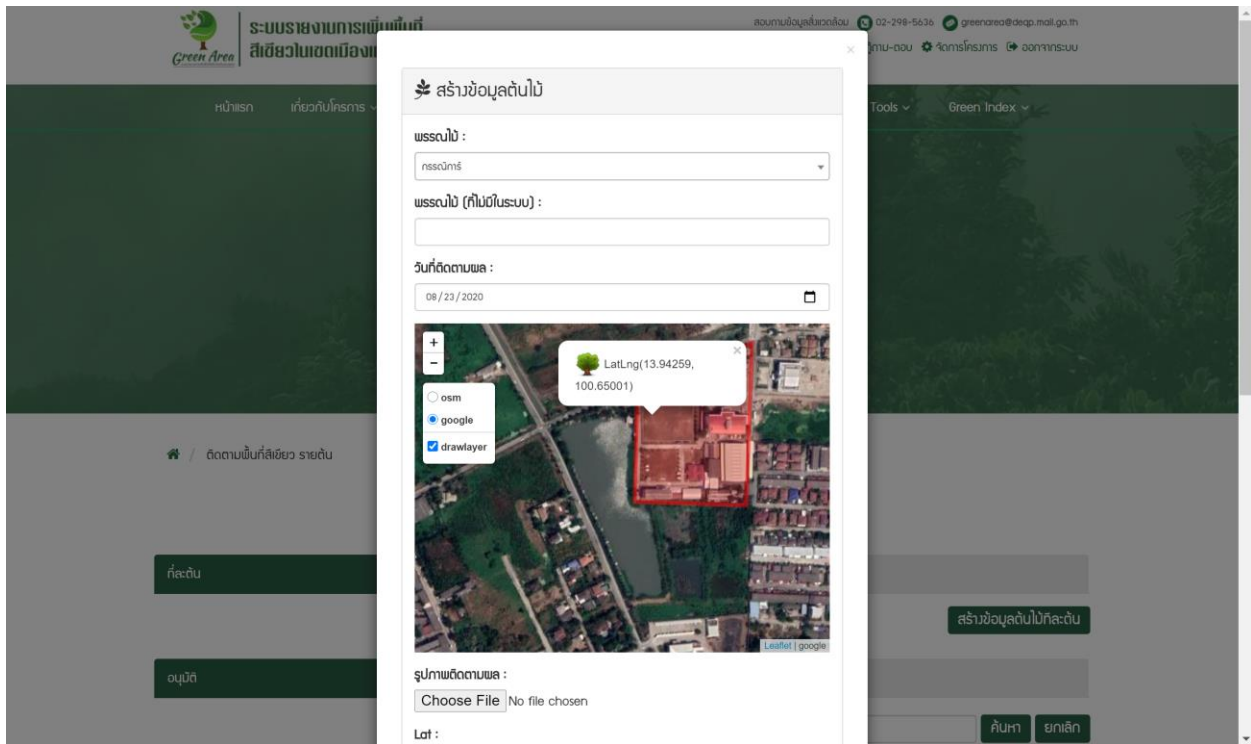 Green Area
ระบบรายงานการเพิ่มพื้นที่
สีเขียวในเขตเมือง
สอบถามข้อมูลสิ่งแวดล้อม 02-298-5636 greenarea@deqp.mail.go.th
ถาม-ตอบ จัดการโครงการ ออกจากระบบ
หน้าแรก เกี่ยวกับโครงการ Tools Green Index
×
สร้างข้อมูลต้นไม้
พรรณไม้ :
กรรณิการ์
พรรณไม้ (ที่ไม่มีในระบบ) :
วันที่ติดตามผล :
08/23/2020
+
−
osm
google
drawlayer
×
LatLng(13.94259,
100.65001)
Leaflet | google
รูปภาพติดตามผล :
Choose File No file chosen
Lat :
/ ติดตามพื้นที่สีเขียว รายต้น
ที่ละต้น
สร้างข้อมูลต้นไม้ทีละต้น
อนุมัติ
ค้นหา ยกเลิก